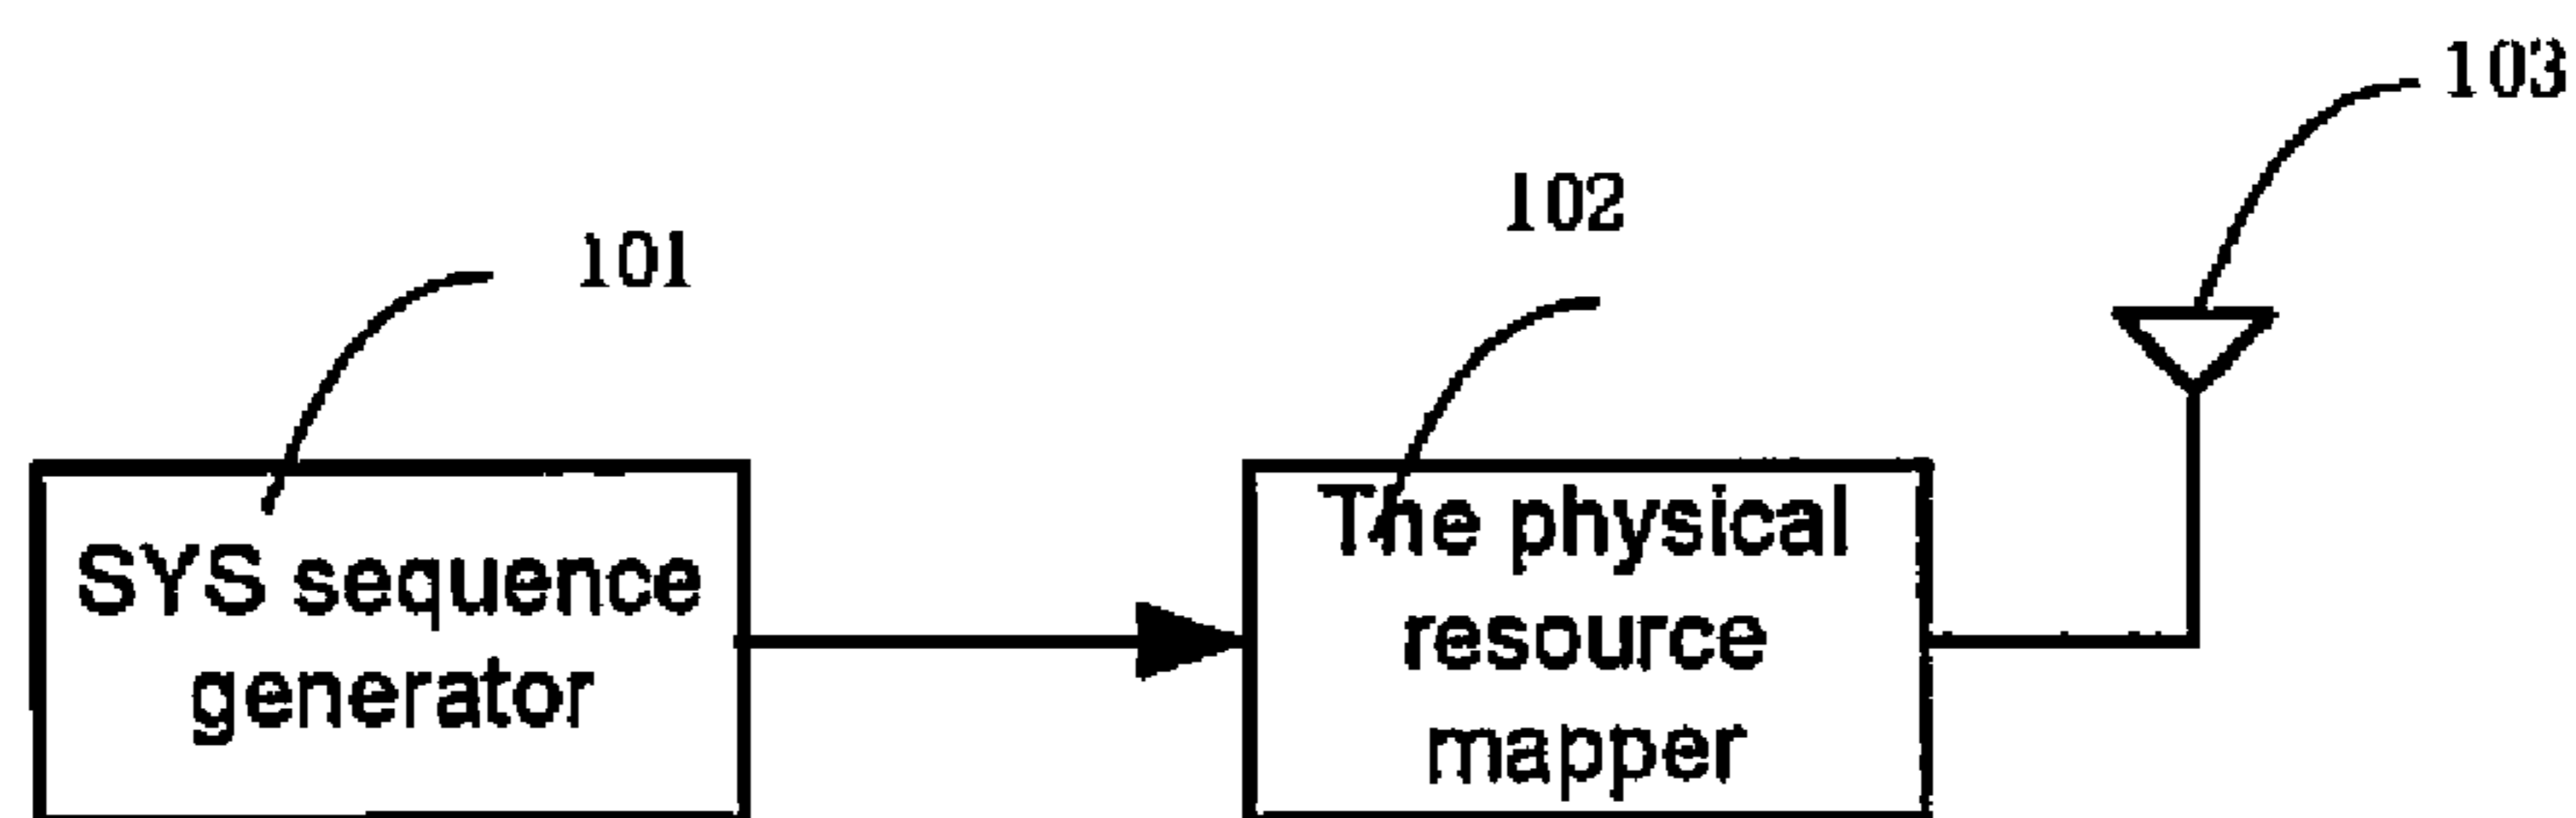 103
102
101
SYS sequence
generator
The physical
resource
mapper